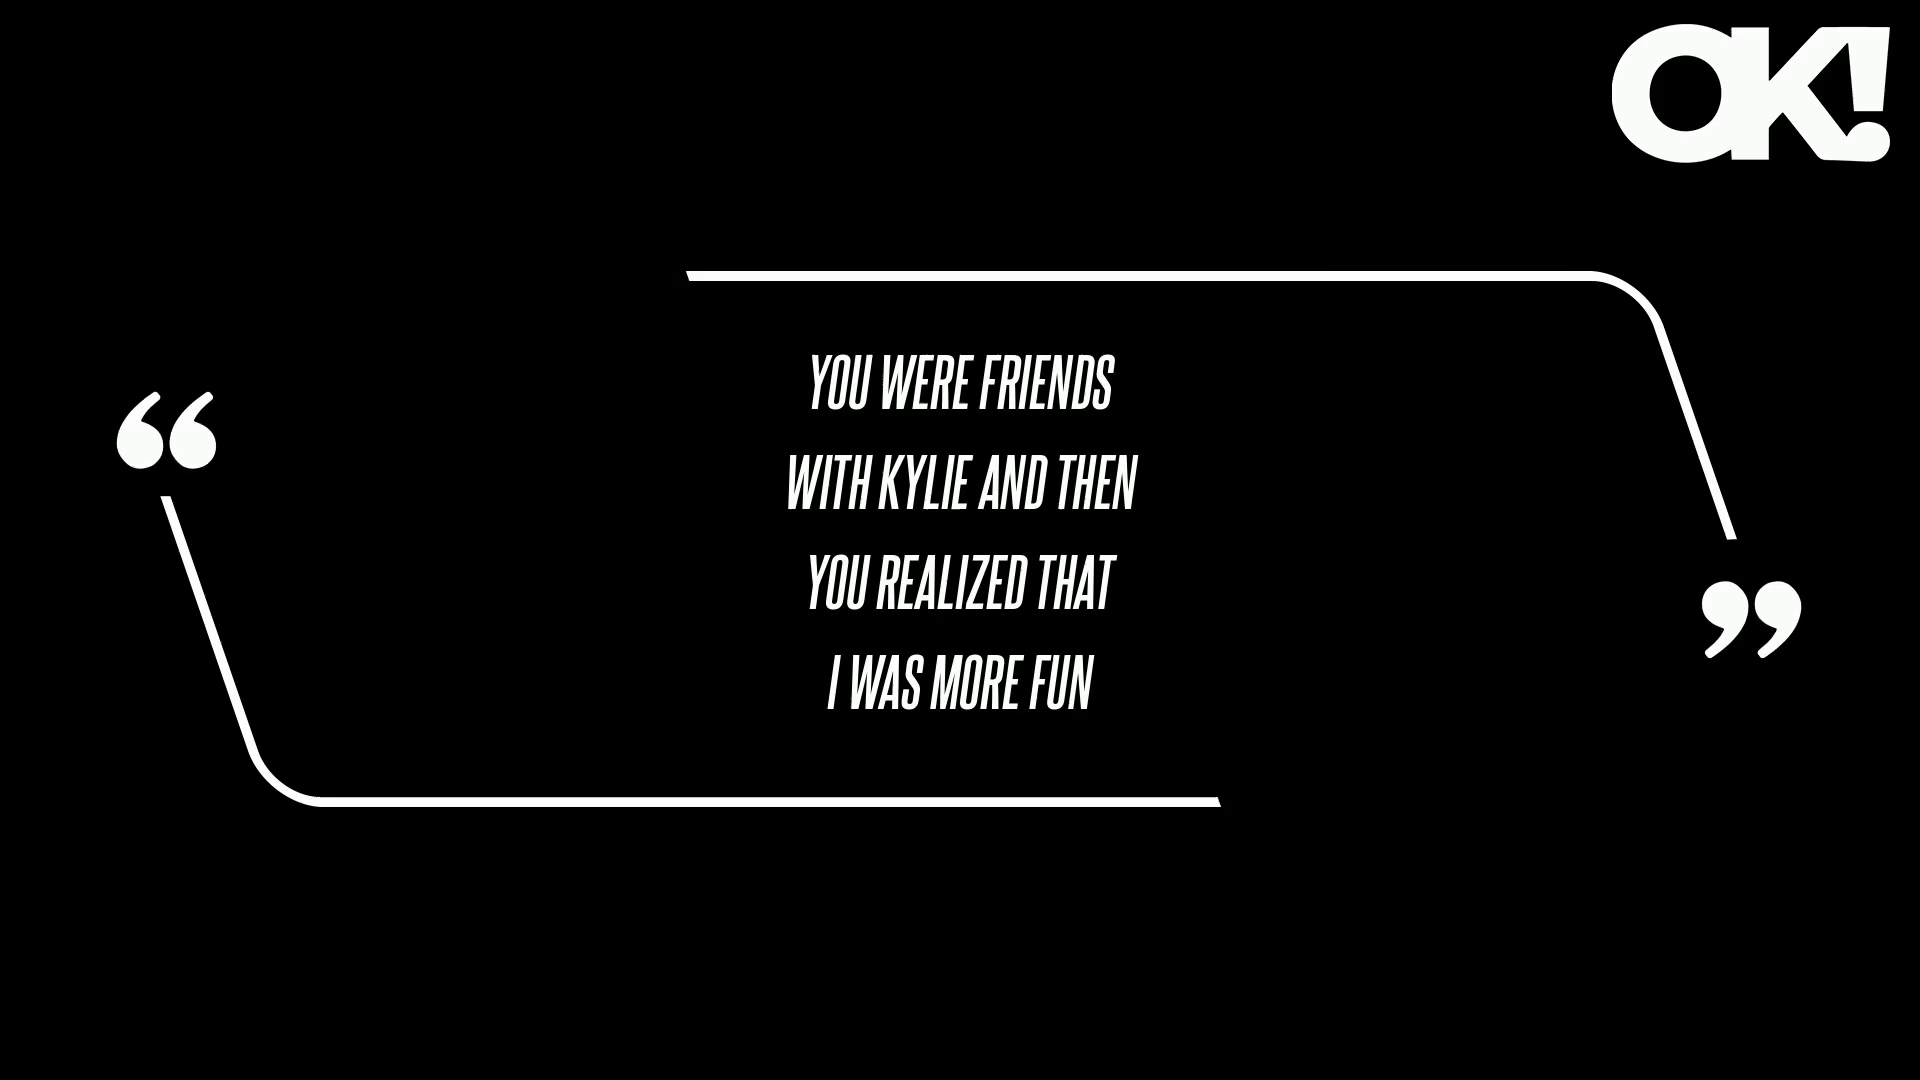 OK!
“
YOU WERE FRIENDS
WITH KYLIE AND THEN
YOU REALIZED THAT
I WAS MORE FUN
”